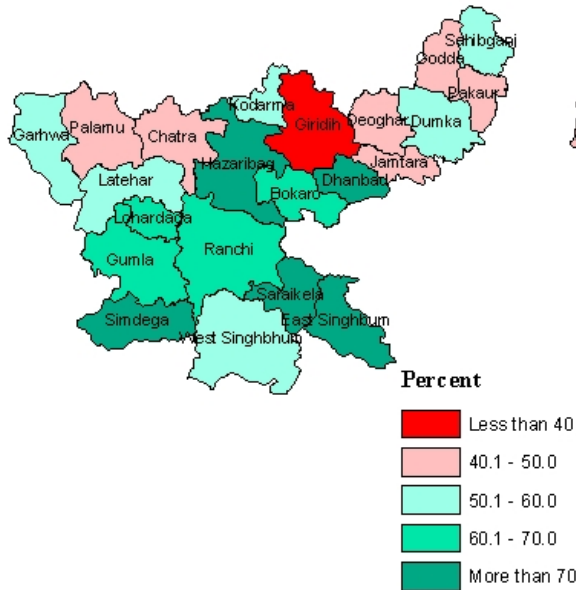 Sahibganj
Godda
Pakaur
Kodarma
Giridih
Deoghar
Dumka
Garhwa
Palamu
Chatra
Hazaribag
Jamtara
Latehar
Bokaro
Dhanbad
Lohardaga
Gumla
Ranchi
Saraikela
Simdega
East Singhbum
West Singhbhum
Percent
Less than 40
40.1 - 50.0
50.1 - 60.0
60.1 - 70.0
More than 70